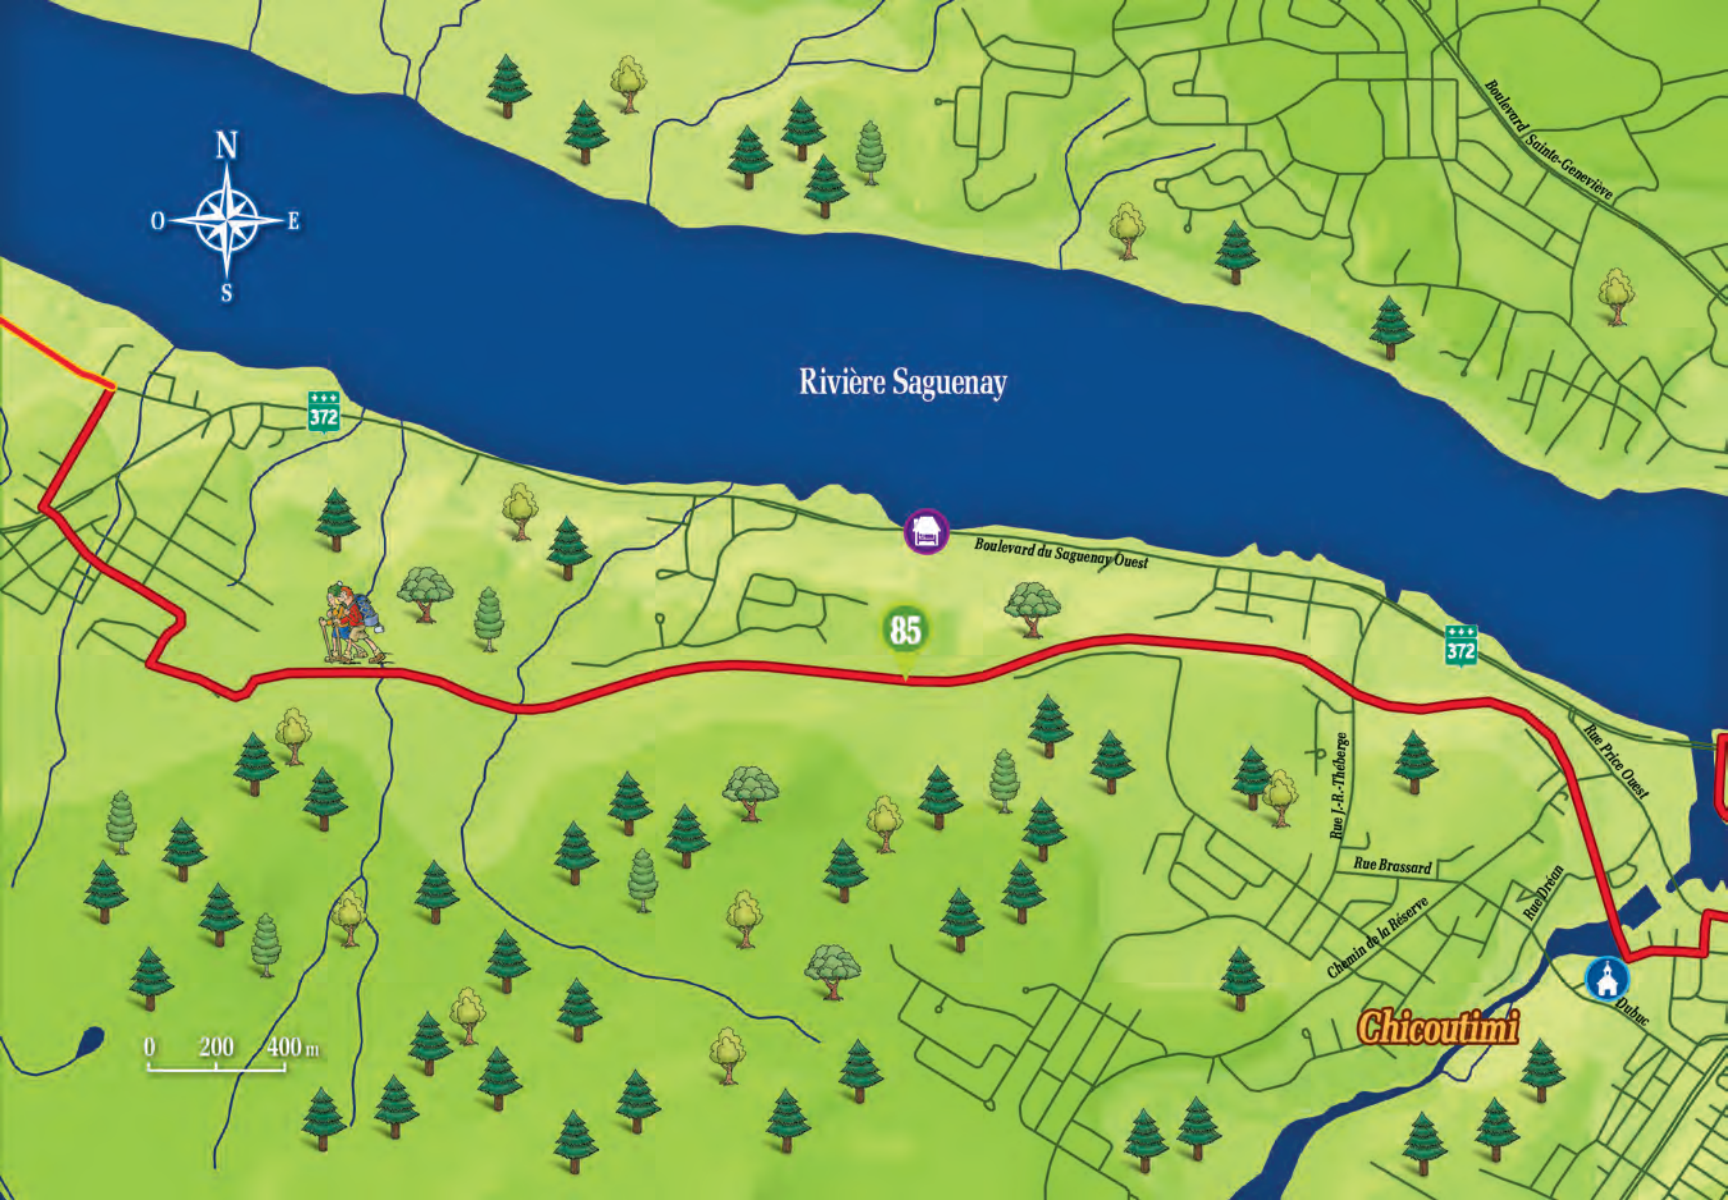 Boulevard Sainte-Geneviève
N
O
E
S
Rivière Saguenay
372
Boulevard du Saguenay Ouest
85
372
Rue Price Ouest
Rue J.-R.-Théberge
Rue Brassard
Rue Dréan
Chemin de la Réserve
Dubuc
Chicoutimi
0 200 400 m